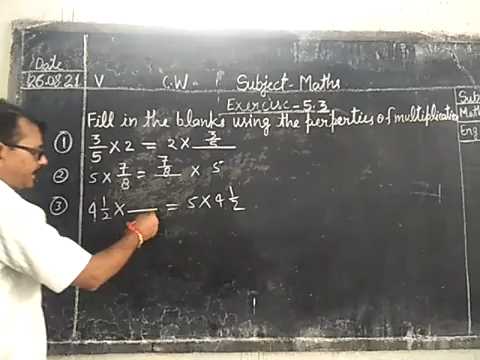 Date
26.08.21 V C.W= Subject-Maths
Exercise-5.3
Fill in the blanks using the perperties of multiplication
① 3/5 × 2 = 2 × 3/5
② 5 × 7/8 = 7/8 × 5
③ 4 1/2 × __ = 5 × 4 1/2
Sub
Math
Eng